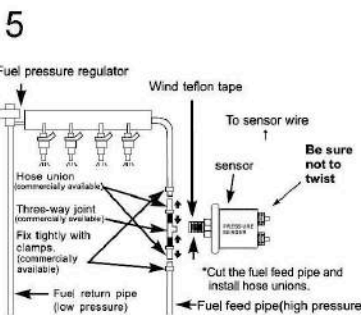 5
Fuel pressure regulator
Wind teflon tape
To sensor wire
Be sure
not to
twist
sensor
Hose union
(commercially available)
Three-way joint
(commercially available)
Fix tightly with
clamps.
(commercially
available)
PRESSURE
SENSOR
*Cut the fuel feed pipe and
install hose unions.
Fuel return pipe
(low pressure)
Fuel feed pipe(high pressure